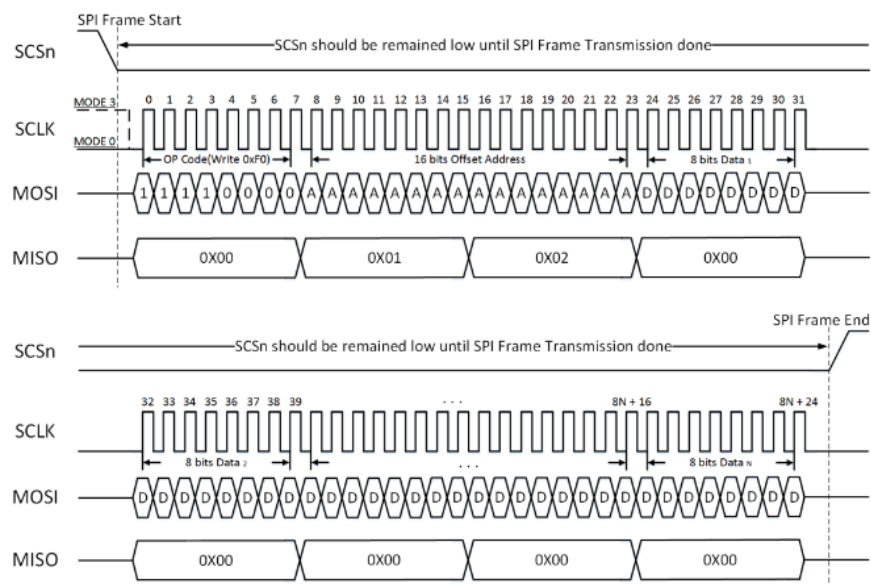 SPI Frame Start
SCSn
SCSn should be remained low until SPI Frame Transmission done
MODE 3
0 1 2 3 4 5 6 7 8 9 10 11 12 13 14 15 16 17 18 19 20 21 22 23 24 25 26 27 28 29 30 31
SCLK
MODE 0
OP Code(Write 0xF0) 16 bits Offset Address 8 bits Data 1
MOSI 1 1 1 1 0 0 0 0 A A A A A A A A A A A A A A A A D D D D D D D D
MISO 0X00 0X01 0X02 0X00
SPI Frame End
SCSn SCSn should be remained low until SPI Frame Transmission done
32 33 34 35 36 37 38 39 . . . 8N + 16 8N + 24
SCLK
8 bits Data 2 . . . 8 bits Data N
MOSI D D D D D D D D D D D D D D D D D D D D D D D D D D D D D D D D
MISO 0X00 0X00 0X00 0X00